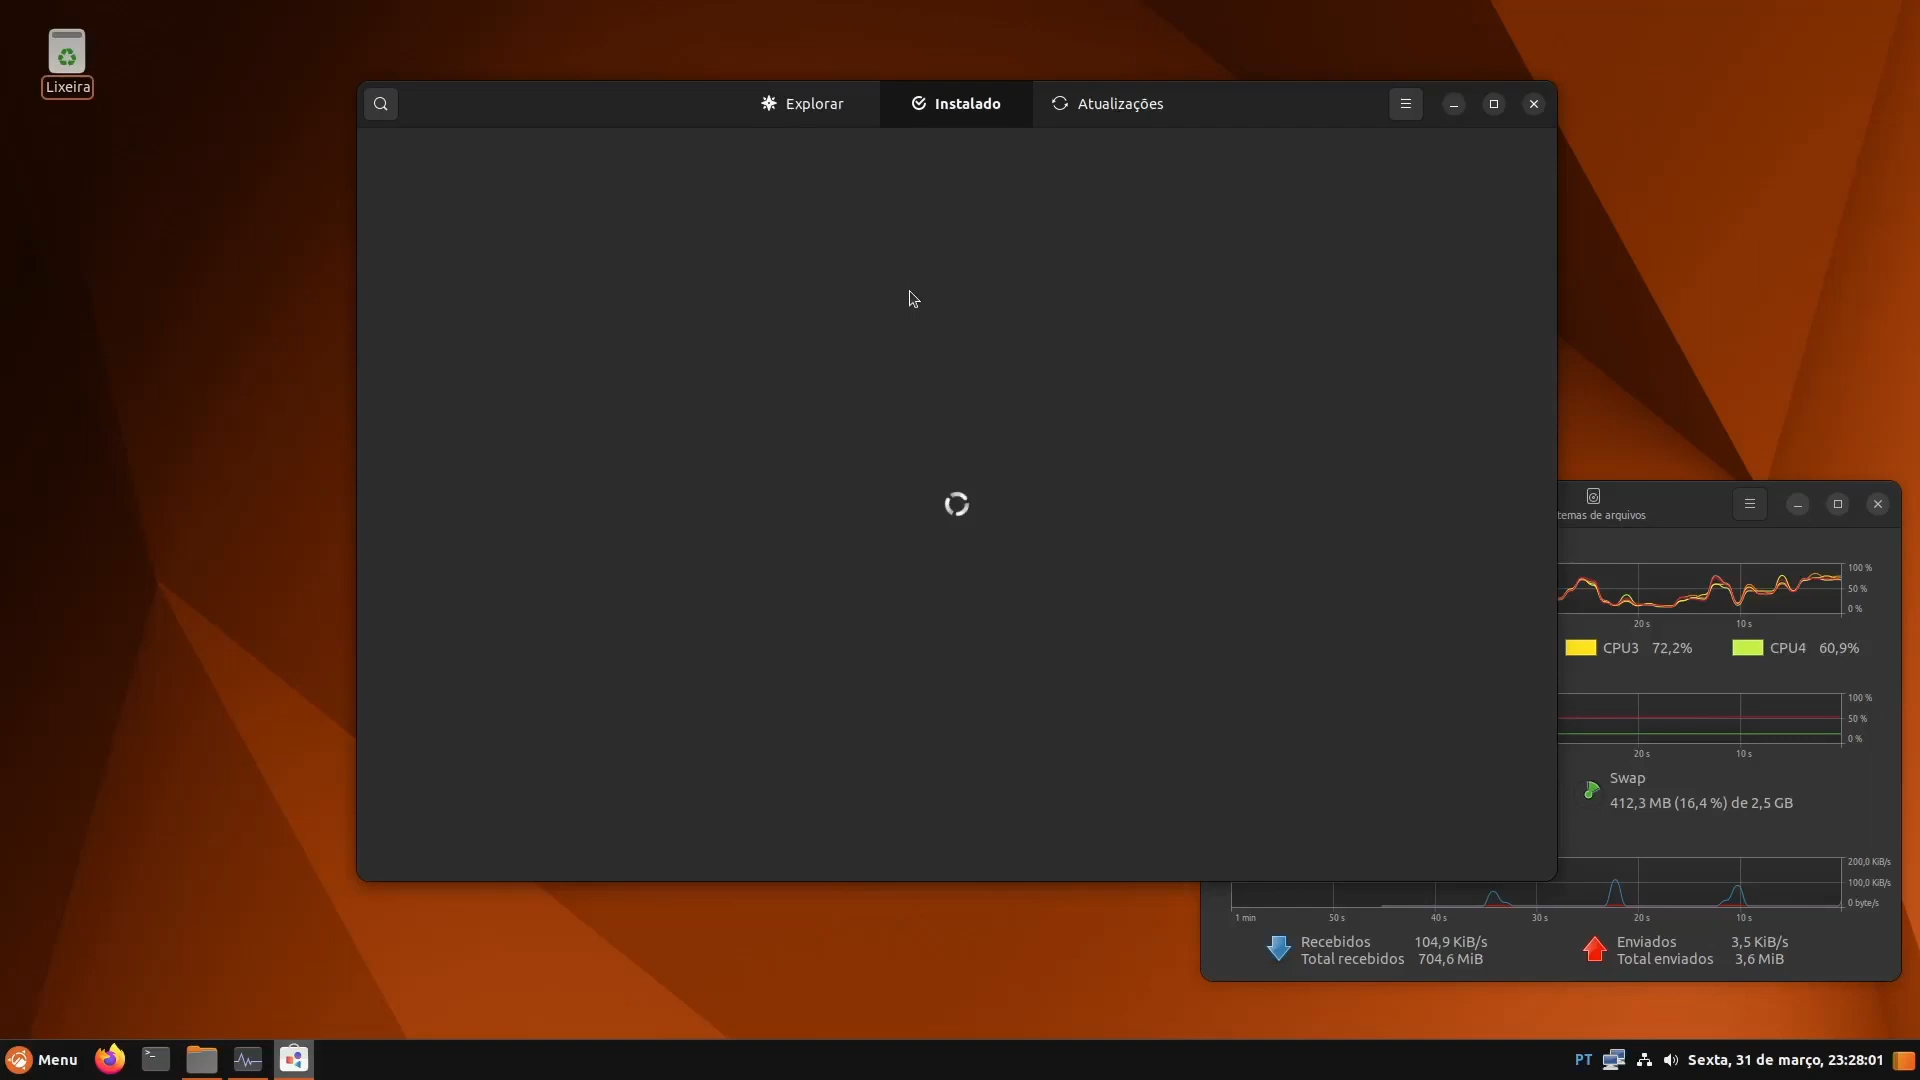 Lixeira
Explorar
Instalado
Atualizações
temas de arquivos
100 %
50 %
0 %
20 s
10 s
CPU3 72,2%
CPU4 60,9%
100 %
50 %
0 %
20 s
10 s
Swap
412,3 MB (16,4 %) de 2,5 GB
200,0 KiB/s
100,0 KiB/s
0 byte/s
1 min
50 s
40 s
30 s
20 s
10 s
Recebidos 104,9 KiB/s
Total recebidos 704,6 MiB
Enviados 3,5 KiB/s
Total enviados 3,6 MiB
Menu
PT
Sexta, 31 de março, 23:28:01